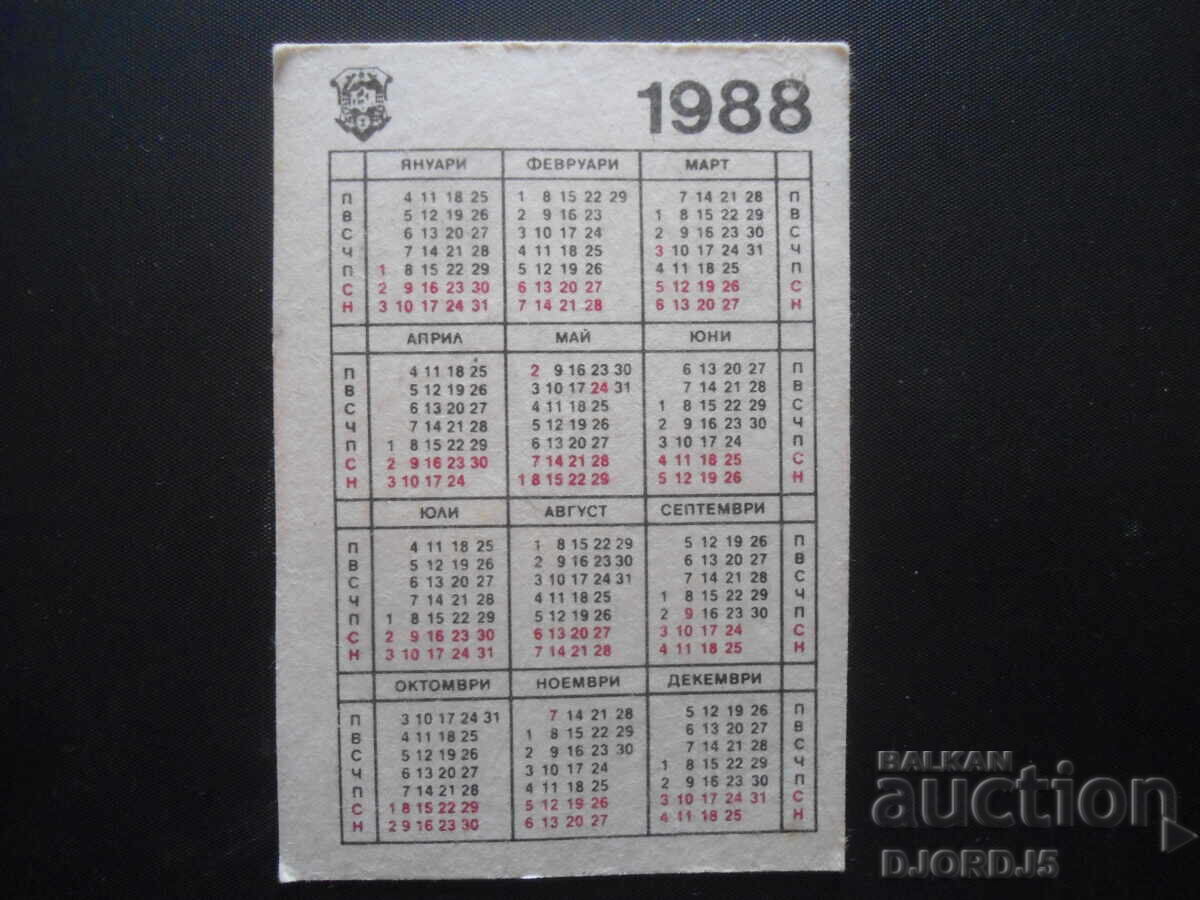 1988
ЯНУАРИ ФЕВРУАРИ МАРТ
П 4 11 18 25 1 8 15 22 29 7 14 21 28 П
В 5 12 19 26 2 9 16 23 1 8 15 22 29 В
С 6 13 20 27 3 10 17 24 2 9 16 23 30 С
Ч 7 14 21 28 4 11 18 25 3 10 17 24 31 Ч
П 1 8 15 22 29 5 12 19 26 4 11 18 25 П
С 2 9 16 23 30 6 13 20 27 5 12 19 26 С
Н 3 10 17 24 31 7 14 21 28 6 13 20 27 Н
АПРИЛ МАЙ ЮНИ
П 4 11 18 25 2 9 16 23 30 6 13 20 27 П
В 5 12 19 26 3 10 17 24 31 7 14 21 28 В
С 6 13 20 27 4 11 18 25 1 8 15 22 29 С
Ч 7 14 21 28 5 12 19 26 2 9 16 23 30 Ч
П 1 8 15 22 29 6 13 20 27 3 10 17 24 П
С 2 9 16 23 30 7 14 21 28 4 11 18 25 С
Н 3 10 17 24 1 8 15 22 29 5 12 19 26 Н
ЮЛИ АВГУСТ СЕПТЕМВРИ
П 4 11 18 25 1 8 15 22 29 5 12 19 26 П
В 5 12 19 26 2 9 16 23 30 6 13 20 27 В
С 6 13 20 27 3 10 17 24 31 7 14 21 28 С
Ч 7 14 21 28 4 11 18 25 1 8 15 22 29 Ч
П 1 8 15 22 29 5 12 19 26 2 9 16 23 30 П
С 2 9 16 23 30 6 13 20 27 3 10 17 24 С
Н 3 10 17 24 31 7 14 21 28 4 11 18 25 Н
ОКТОМВРИ НОЕМВРИ ДЕКЕМВРИ
П 3 10 17 24 31 7 14 21 28 5 12 19 26 П
В 4 11 18 25 1 8 15 22 29 6 13 20 27 В
С 5 12 19 26 2 9 16 23 30 7 14 21 28 С
Ч 6 13 20 27 3 10 17 24 1 8 15 22 29 Ч
П 7 14 21 28 4 11 18 25 2 9 16 23 30 П
С 1 8 15 22 29 5 12 19 26 3 10 17 24 31 С
Н 2 9 16 23 30 6 13 20 27 4 11 18 25 Н
BALKAN
auction
DJORDJ5